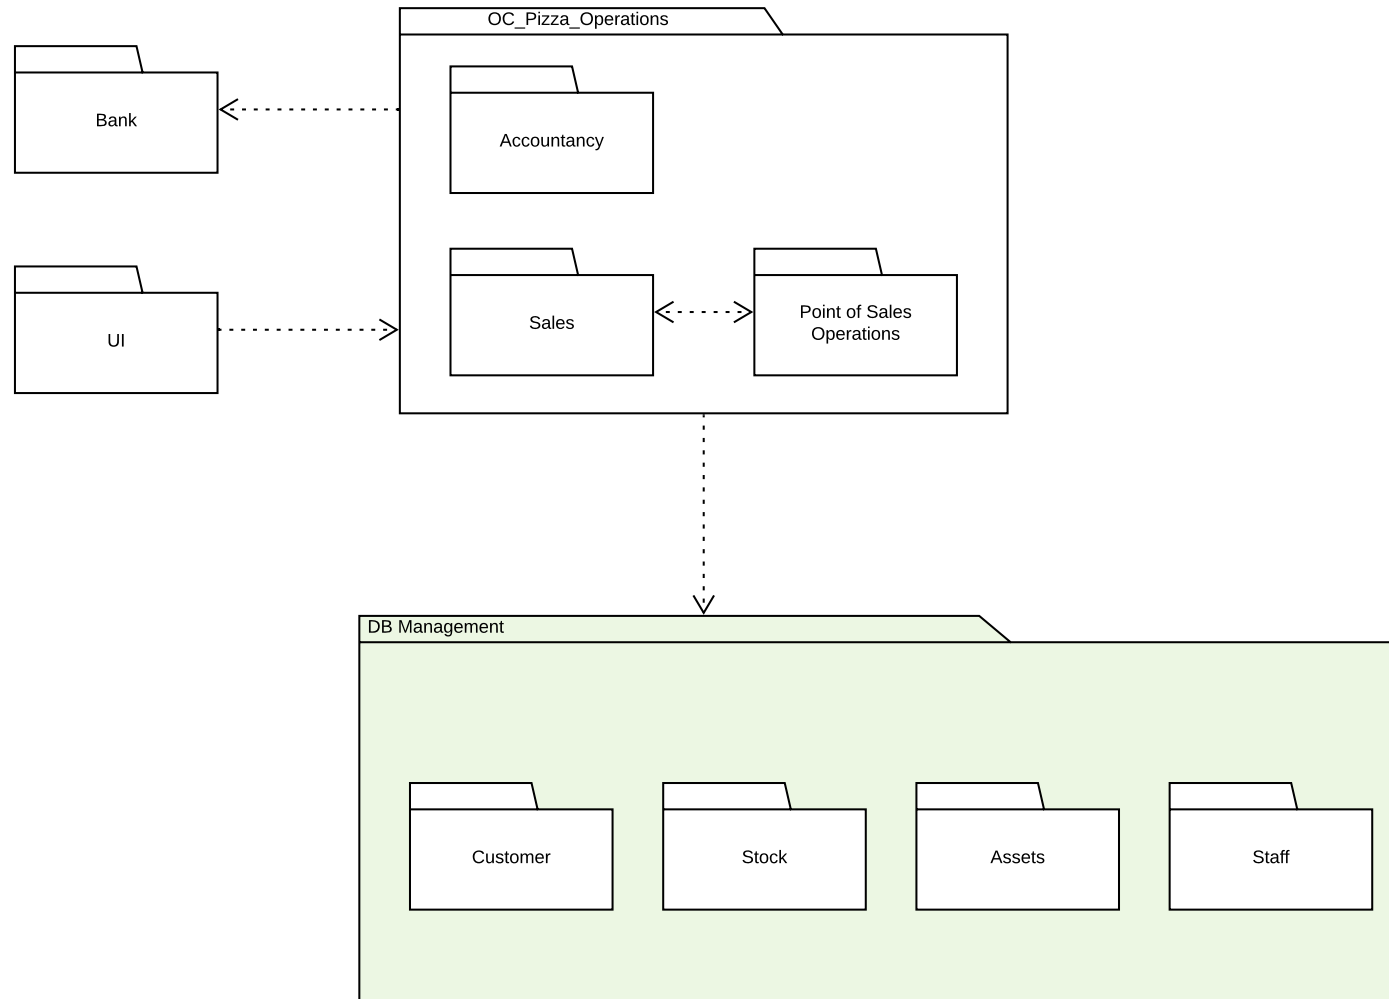 OC_Pizza_Operations
Bank
Accountancy
UI
Sales
Point of Sales
Operations
DB Management
Customer
Stock
Assets
Staff